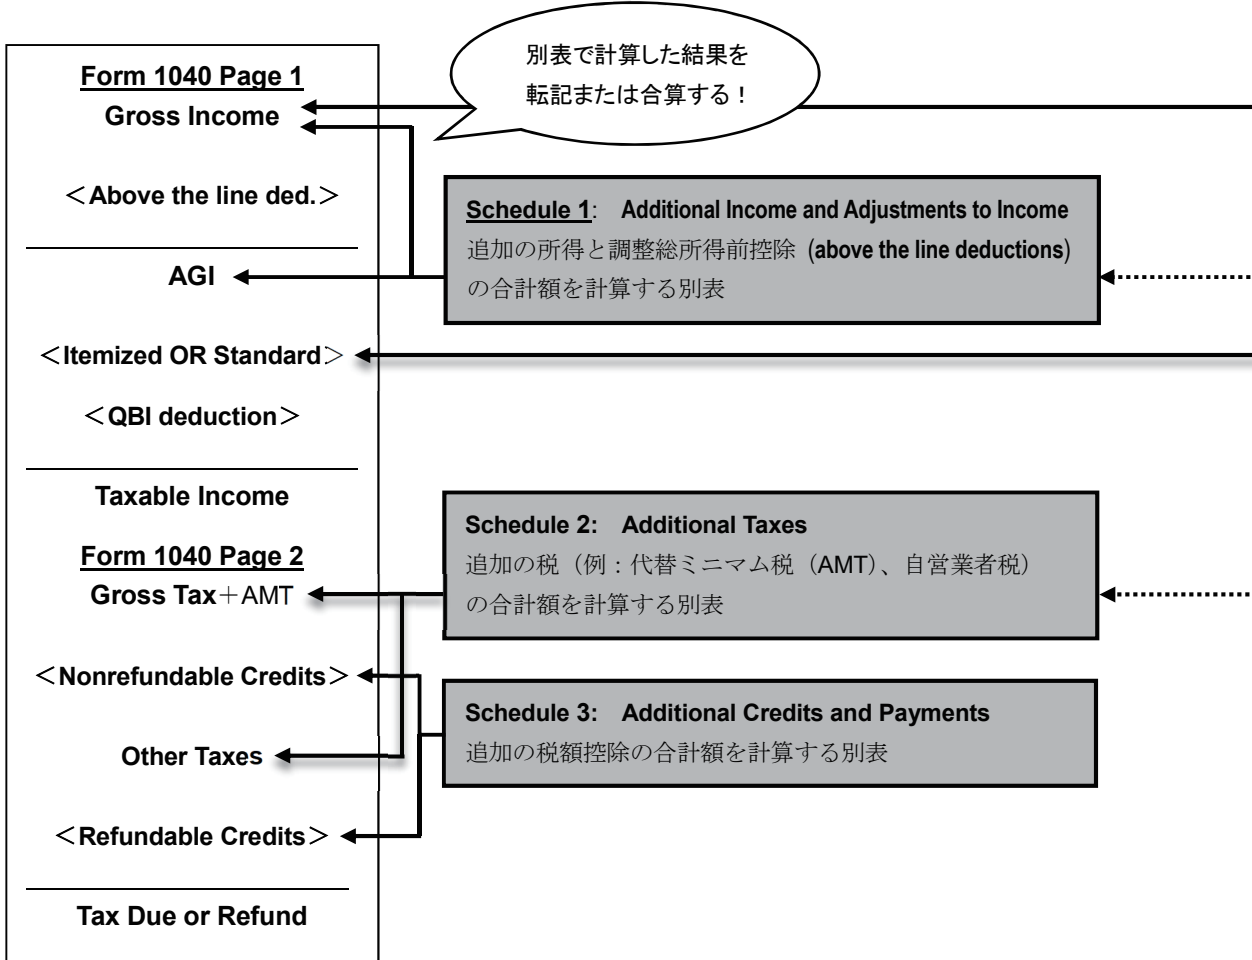 別表で計算した結果を
転記または合算する！
Form 1040 Page 1
Gross Income
＜Above the line ded.＞
AGI
＜Itemized OR Standard＞
＜QBI deduction＞
Taxable Income
Form 1040 Page 2
Gross Tax＋AMT
＜Nonrefundable Credits＞
Other Taxes
＜Refundable Credits＞
Tax Due or Refund
Schedule 1:　Additional Income and Adjustments to Income
追加の所得と調整総所得前控除 (above the line deductions)
の合計額を計算する別表
Schedule 2:　Additional Taxes
追加の税（例：代替ミニマム税（AMT）、自営業者税）
の合計額を計算する別表
Schedule 3:　Additional Credits and Payments
追加の税額控除の合計額を計算する別表